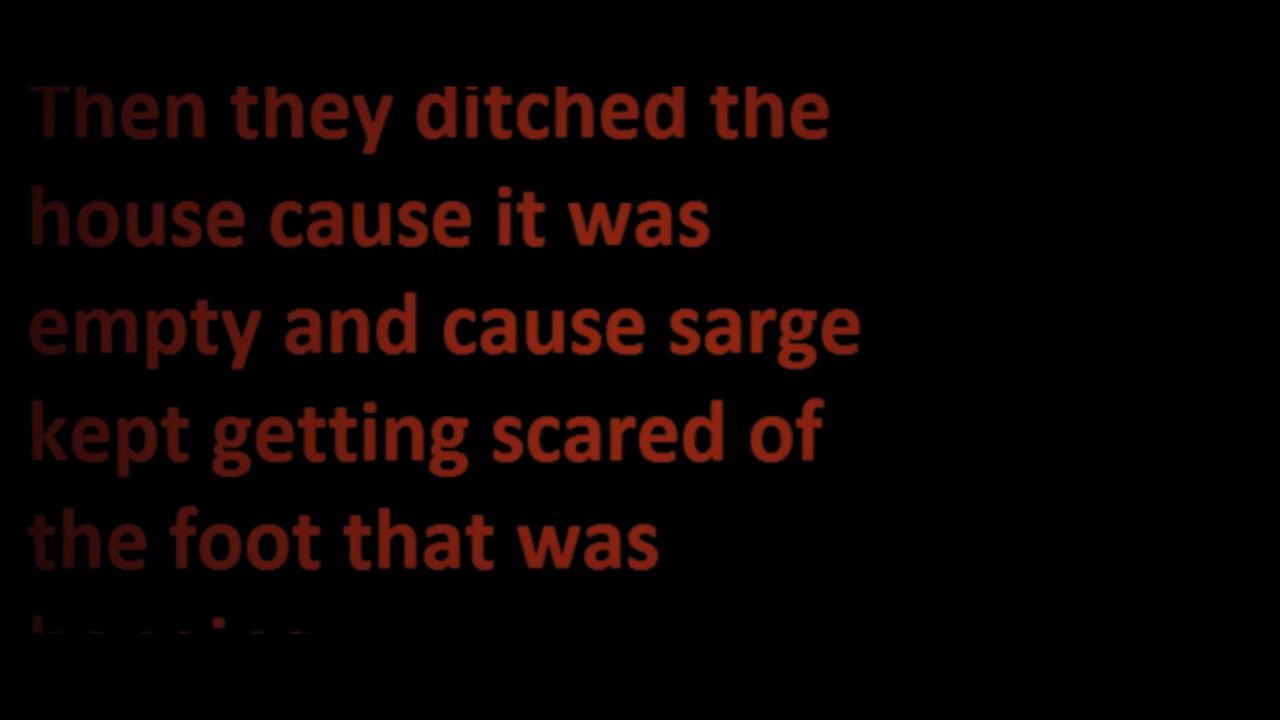 Then they ditched the
house cause it was
empty and cause sarge
kept getting scared of
the foot that was